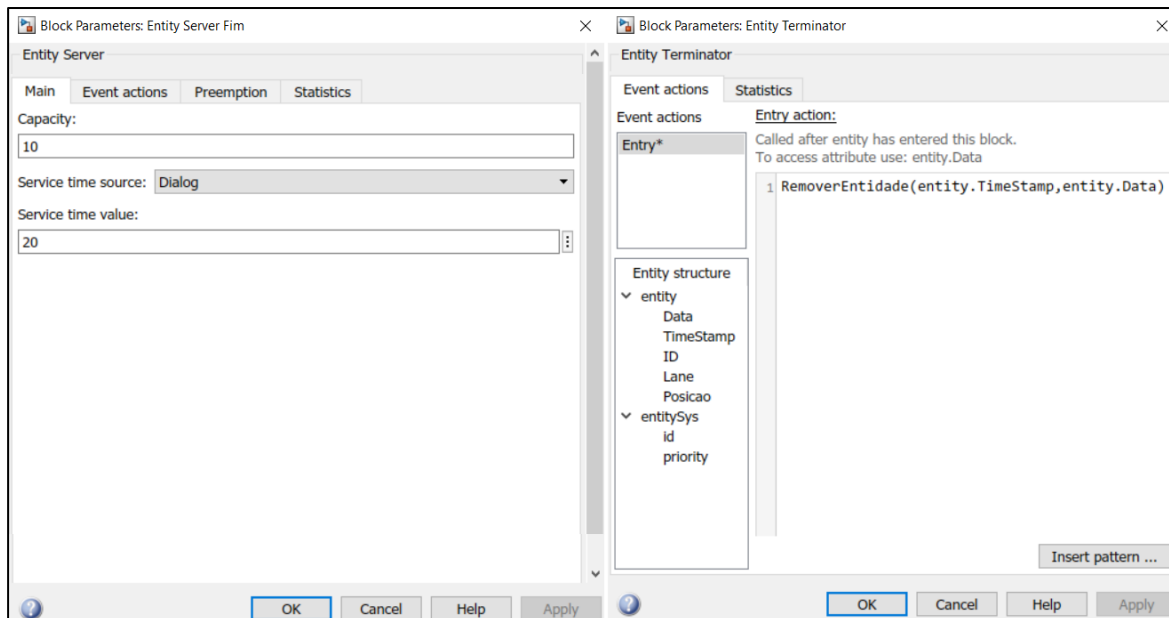 Block Parameters: Entity Server Fim
Entity Server
Main Event actions Preemption Statistics
Capacity:
10
Service time source: Dialog
Service time value:
20
OK Cancel Help Apply
Block Parameters: Entity Terminator
Entity Terminator
Event actions Statistics
Event actions
Entry*
Entry action:
Called after entity has entered this block.
To access attribute use: entity.Data
1 RemoverEntidade(entity.TimeStamp,entity.Data)
Entity structure
entity
Data
TimeStamp
ID
Lane
Posicao
entitySys
id
priority
Insert pattern ...
OK Cancel Help Apply